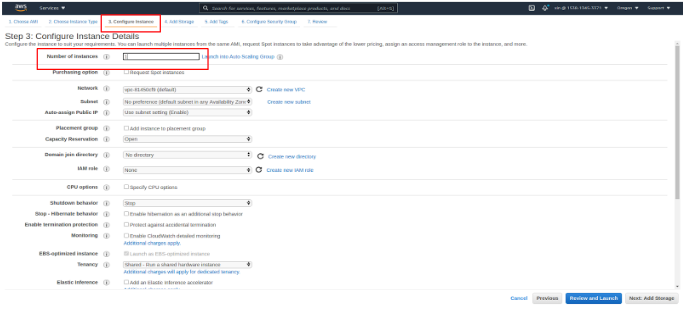 aws Services Search for services, features, marketplace products, and docs [Alt+S] Oregon Support
1. Choose AMI 2. Choose Instance Type 3. Configure Instance 4. Add Storage 5. Add Tags 6. Configure Security Group 7. Review
Step 3: Configure Instance Details
Configure the instance to suit your requirements. You can launch multiple instances from the same AMI, request Spot instances to take advantage of the lower pricing, assign an access management role to the instance, and more.
Number of instances Launch into Auto Scaling Group
Purchasing option Request Spot instances
Network (default) Create new VPC
Subnet No preference (default subnet in any Availability Zone Create new subnet
Auto-assign Public IP Use subnet setting (Enable)
Placement group Add instance to placement group
Capacity Reservation Open
Domain join directory No directory Create new directory
IAM role None Create new IAM role
CPU options Specify CPU options
Shutdown behavior Stop
Stop - Hibernate behavior Enable hibernation as an additional stop behavior
Enable termination protection Protect against accidental termination
Monitoring Enable CloudWatch detailed monitoring
Additional charges apply.
EBS-optimized instance Launch as EBS-optimized instance
Tenancy Shared - Run a shared hardware instance
Additional charges will apply for dedicated tenancy.
Elastic Inference Add an Elastic Inference accelerator
Cancel Previous Review and Launch Next: Add Storage